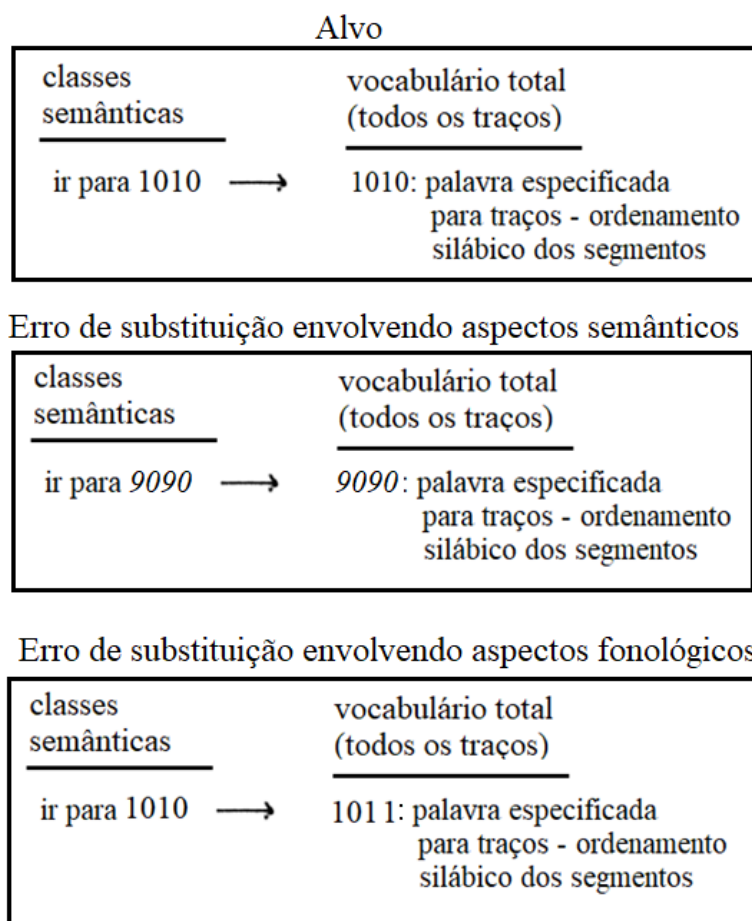 Alvo
classes
semânticas
vocabulário total
(todos os traços)
ir para 1010 ⟶ 1010: palavra especificada
para traços - ordenamento
silábico dos segmentos
Erro de substituição envolvendo aspectos semânticos
classes
semânticas
vocabulário total
(todos os traços)
ir para 9090 ⟶ 9090: palavra especificada
para traços - ordenamento
silábico dos segmentos
Erro de substituição envolvendo aspectos fonológicos
classes
semânticas
vocabulário total
(todos os traços)
ir para 1010 ⟶ 1011: palavra especificada
para traços - ordenamento
silábico dos segmentos